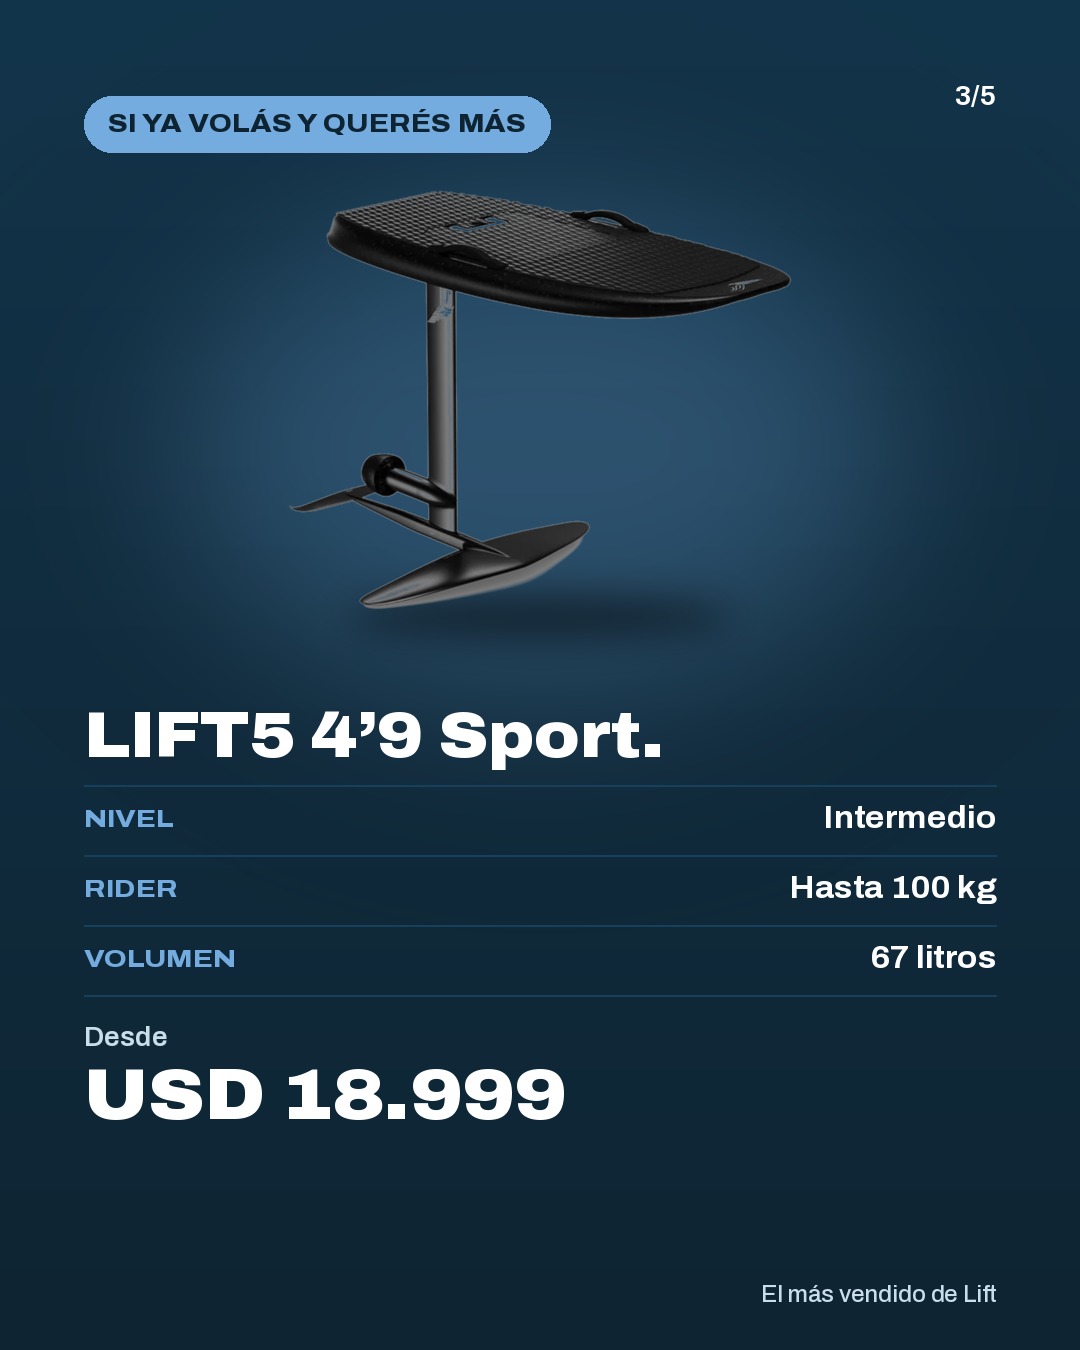 3/5
SI YA VOLÁS Y QUERÉS MÁS
LIFT5 4’9 Sport.
NIVEL Intermedio
RIDER Hasta 100 kg
VOLUMEN 67 litros
Desde
USD 18.999
El más vendido de Lift